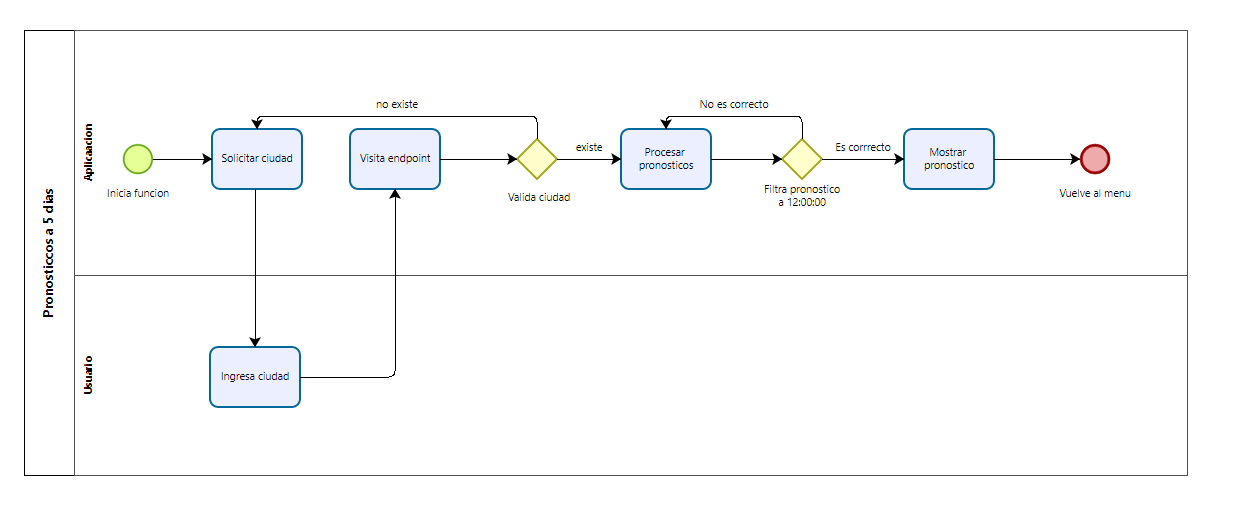 Pronosticcos a 5 dias
Aplicaacion
no existe
No es correcto
Solicitar ciudad
Visita endpoint
existe
Procesar
pronosticos
Es corrrecto
Mostrar
pronostico
Inicia funcion
Valida ciudad
Filtra pronostico
a 12:00:00
Vuelve al menu
Usuario
Ingresa ciudad